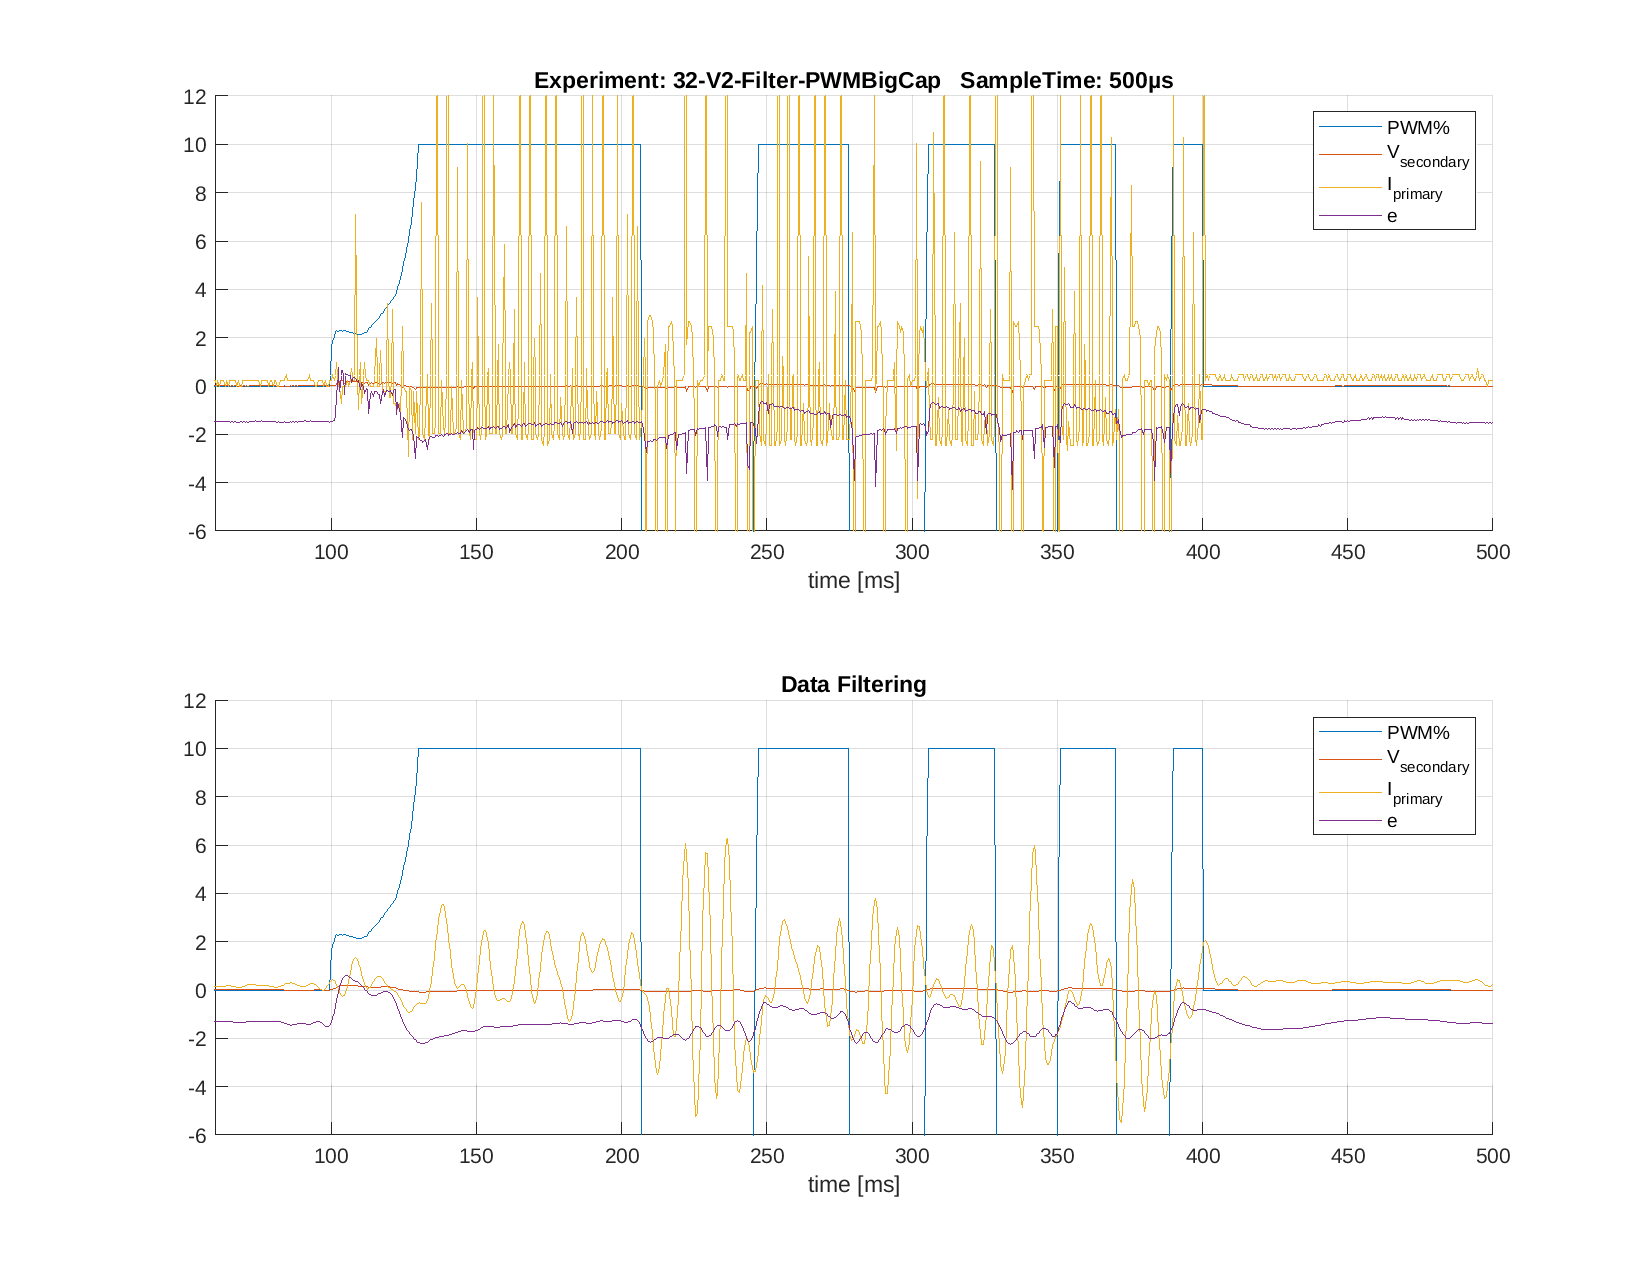 Experiment: 32-V2-Filter-PWMBigCap   SampleTime: 500µs
12
10
8
6
4
2
0
-2
-4
-6
PWM%
Vsecondary
Iprimary
e
100 150 200 250 300 350 400 450 500
time [ms]
Data Filtering
12
10
8
6
4
2
0
-2
-4
-6
PWM%
Vsecondary
Iprimary
e
100 150 200 250 300 350 400 450 500
time [ms]